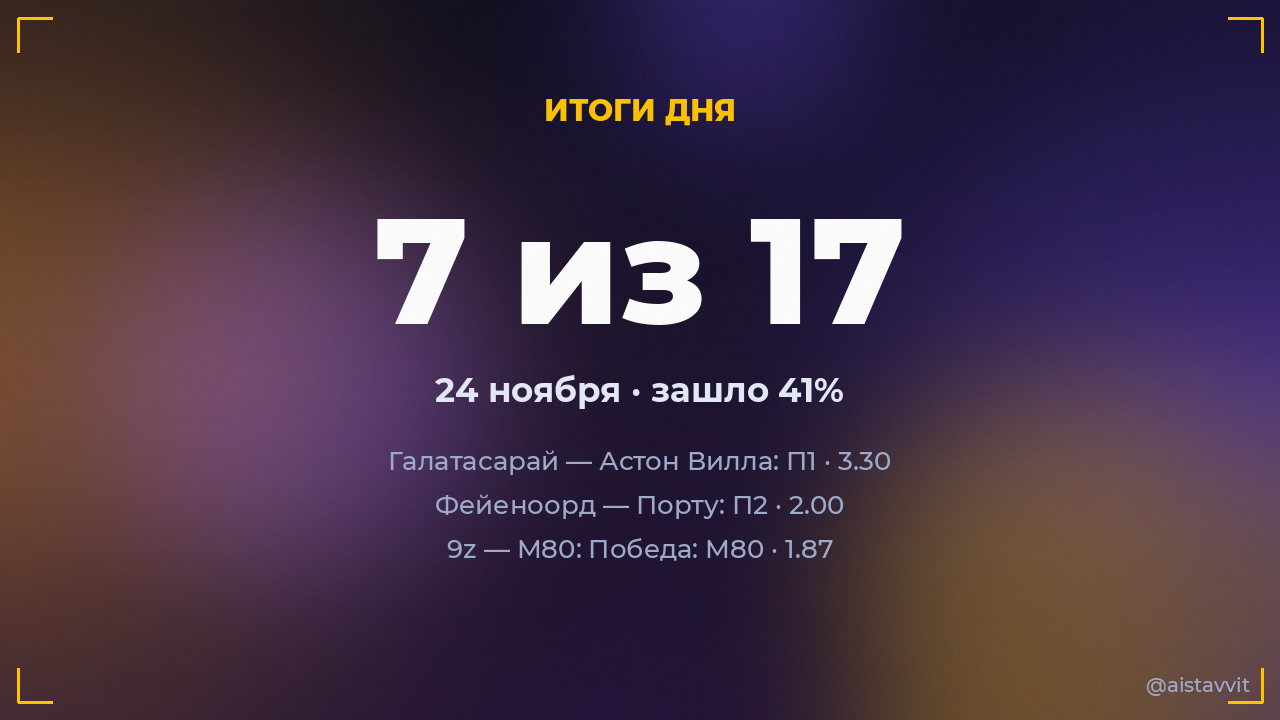 ИТОГИ ДНЯ
7 из 17
24 ноября · зашло 41%
Галатасарай — Астон Вилла: П1 · 3.30
Фейеноорд — Порту: П2 · 2.00
9z — M80: Победа: M80 · 1.87
@aistavvit